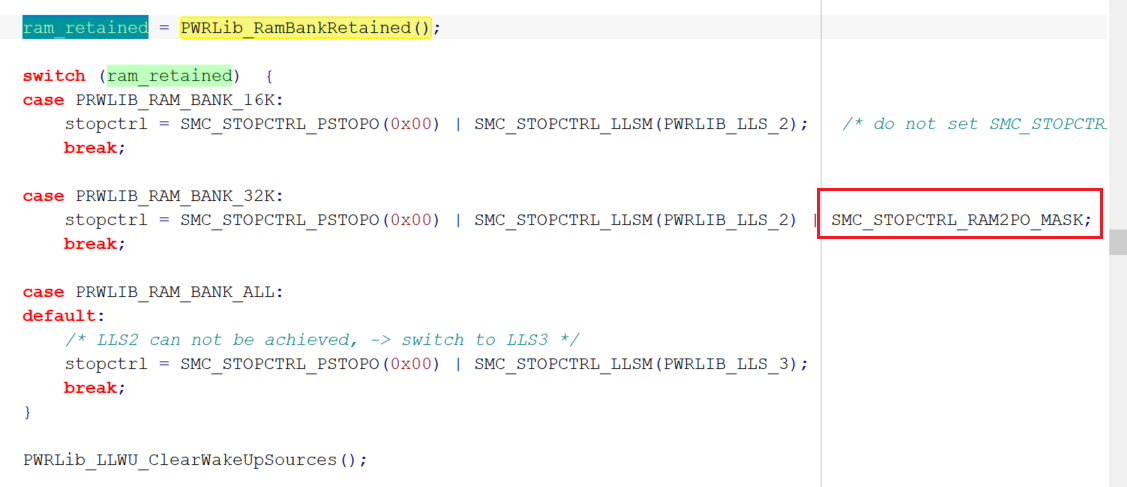 ram_retained = PWRLib_RamBankRetained();
switch (ram_retained)  {
case PRWLIB_RAM_BANK_16K:
    stopctrl = SMC_STOPCTRL_PSTOPO(0x00) | SMC_STOPCTRL_LLSM(PWRLIB_LLS_2);   /* do not set SMC_STOPCTRL
    break;
case PRWLIB_RAM_BANK_32K:
    stopctrl = SMC_STOPCTRL_PSTOPO(0x00) | SMC_STOPCTRL_LLSM(PWRLIB_LLS_2) | SMC_STOPCTRL_RAM2PO_MASK;
    break;
case PRWLIB_RAM_BANK_ALL:
default:
    /* LLS2 can not be achieved, -> switch to LLS3 */
    stopctrl = SMC_STOPCTRL_PSTOPO(0x00) | SMC_STOPCTRL_LLSM(PWRLIB_LLS_3);
    break;
}
PWRLib_LLWU_ClearWakeUpSources();